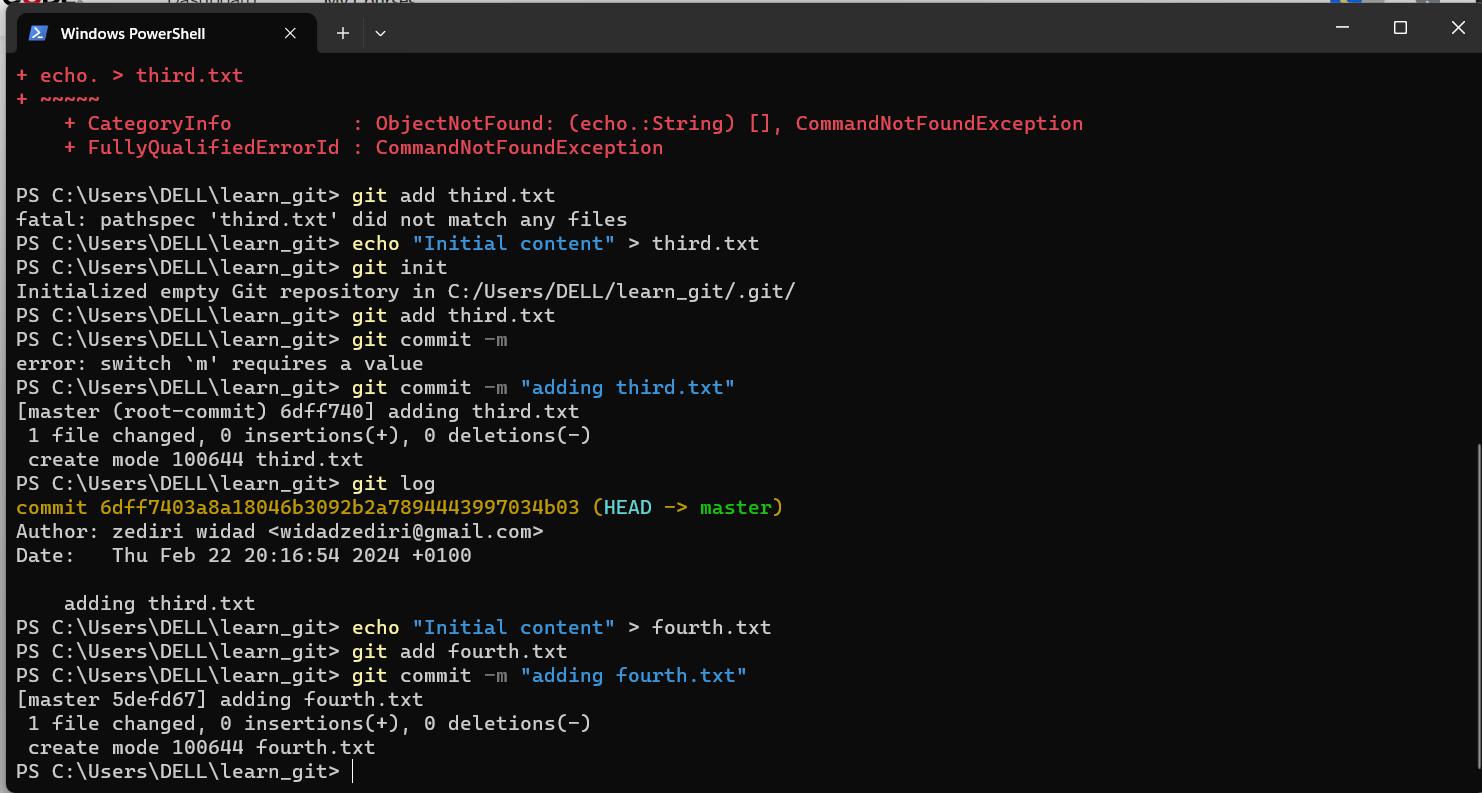 Windows PowerShell
+ echo. > third.txt
+ ~~~~~
    + CategoryInfo          : ObjectNotFound: (echo.:String) [], CommandNotFoundException
    + FullyQualifiedErrorId : CommandNotFoundException
PS C:\Users\DELL\learn_git> git add third.txt
fatal: pathspec 'third.txt' did not match any files
PS C:\Users\DELL\learn_git> echo "Initial content" > third.txt
PS C:\Users\DELL\learn_git> git init
Initialized empty Git repository in C:/Users/DELL/learn_git/.git/
PS C:\Users\DELL\learn_git> git add third.txt
PS C:\Users\DELL\learn_git> git commit -m
error: switch `m' requires a value
PS C:\Users\DELL\learn_git> git commit -m "adding third.txt"
[master (root-commit) 6dff740] adding third.txt
 1 file changed, 0 insertions(+), 0 deletions(-)
 create mode 100644 third.txt
PS C:\Users\DELL\learn_git> git log
commit 6dff7403a8a18046b3092b2a7894443997034b03 (HEAD -> master)
Author: zediri widad <widadzediri@gmail.com>
Date:   Thu Feb 22 20:16:54 2024 +0100
    adding third.txt
PS C:\Users\DELL\learn_git> echo "Initial content" > fourth.txt
PS C:\Users\DELL\learn_git> git add fourth.txt
PS C:\Users\DELL\learn_git> git commit -m "adding fourth.txt"
[master 5defd67] adding fourth.txt
 1 file changed, 0 insertions(+), 0 deletions(-)
 create mode 100644 fourth.txt
PS C:\Users\DELL\learn_git>